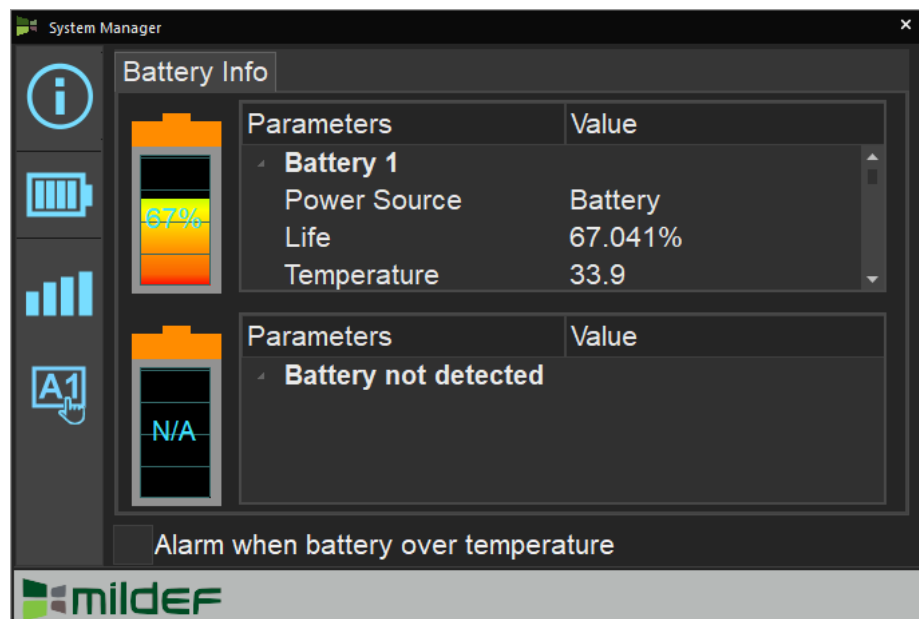 System Manager
Battery Info
Parameters Value
Battery 1
67%
Power Source Battery
Life 67.041%
Temperature 33.9
Parameters Value
Battery not detected
N/A
A1
Alarm when battery over temperature
mildef